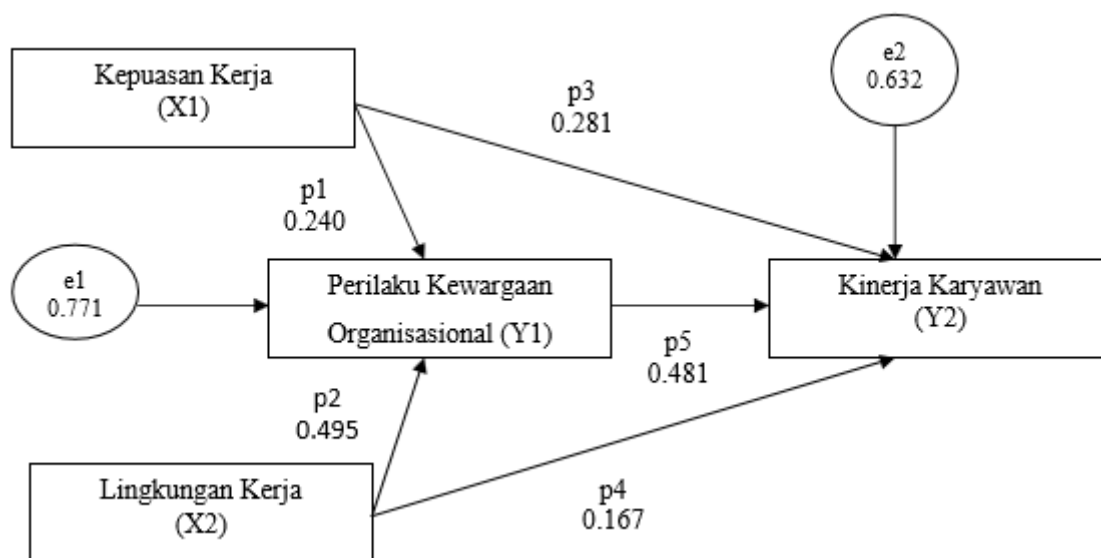 Kepuasan Kerja
(X1)
e2
0.632
p3
0.281
p1
0.240
e1
0.771
Perilaku Kewargaan
Organisasional (Y1)
Kinerja Karyawan
(Y2)
p5
0.481
p2
0.495
Lingkungan Kerja
(X2)
p4
0.167